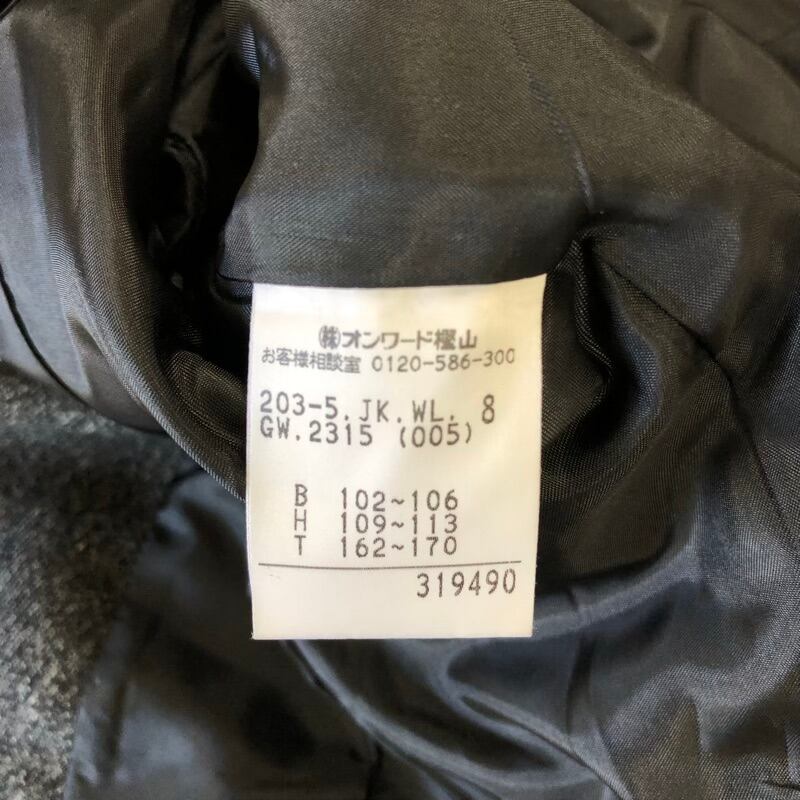 ㈱オンワード樫山
お客様相談室 0120-586-300
203-5.JK.WL. 8
GW.2315 (005)
B 102~106
H 109~113
T 162~170
319490